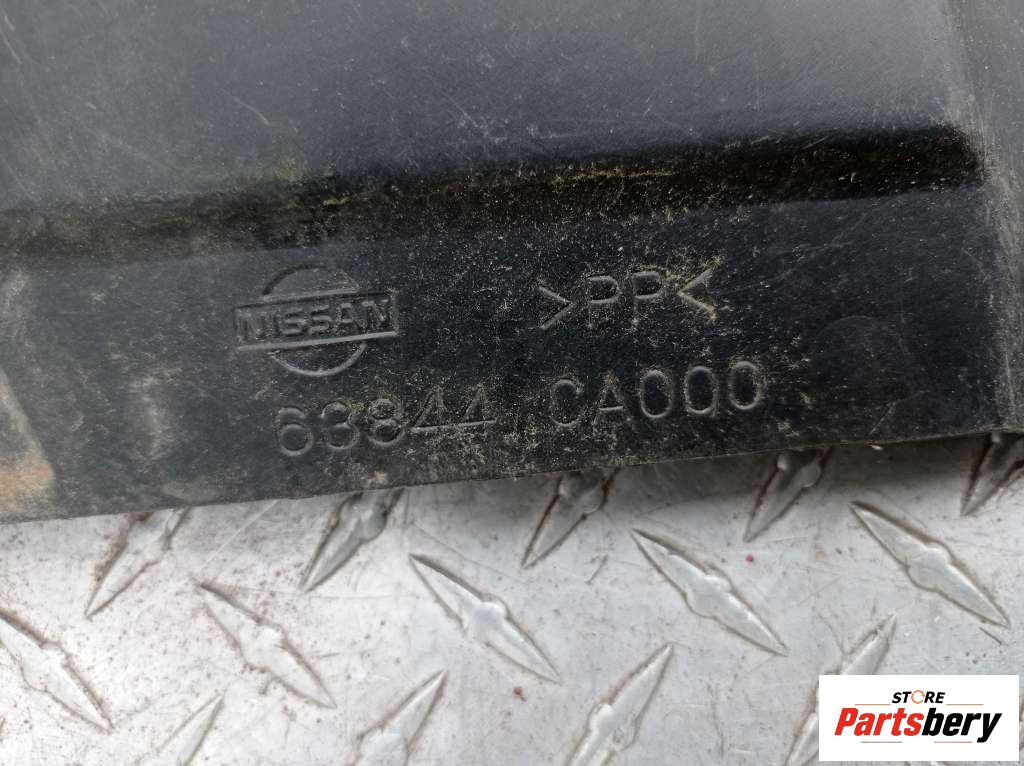 NISSAN
>PP<
63844 CA000
STORE
Partsbery